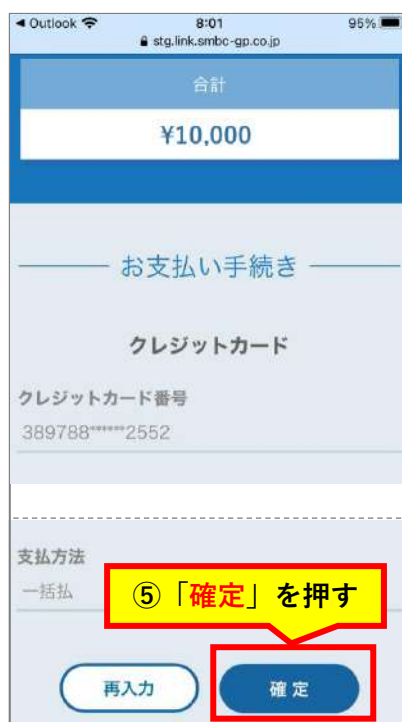 ◀ Outlook 8:01 95%
stg.link.smbc-gp.co.jp
合計
¥10,000
お支払い手続き
クレジットカード
クレジットカード番号
389788******2552
支払方法
一括払
⑤「確定」を押す
再入力 確 定